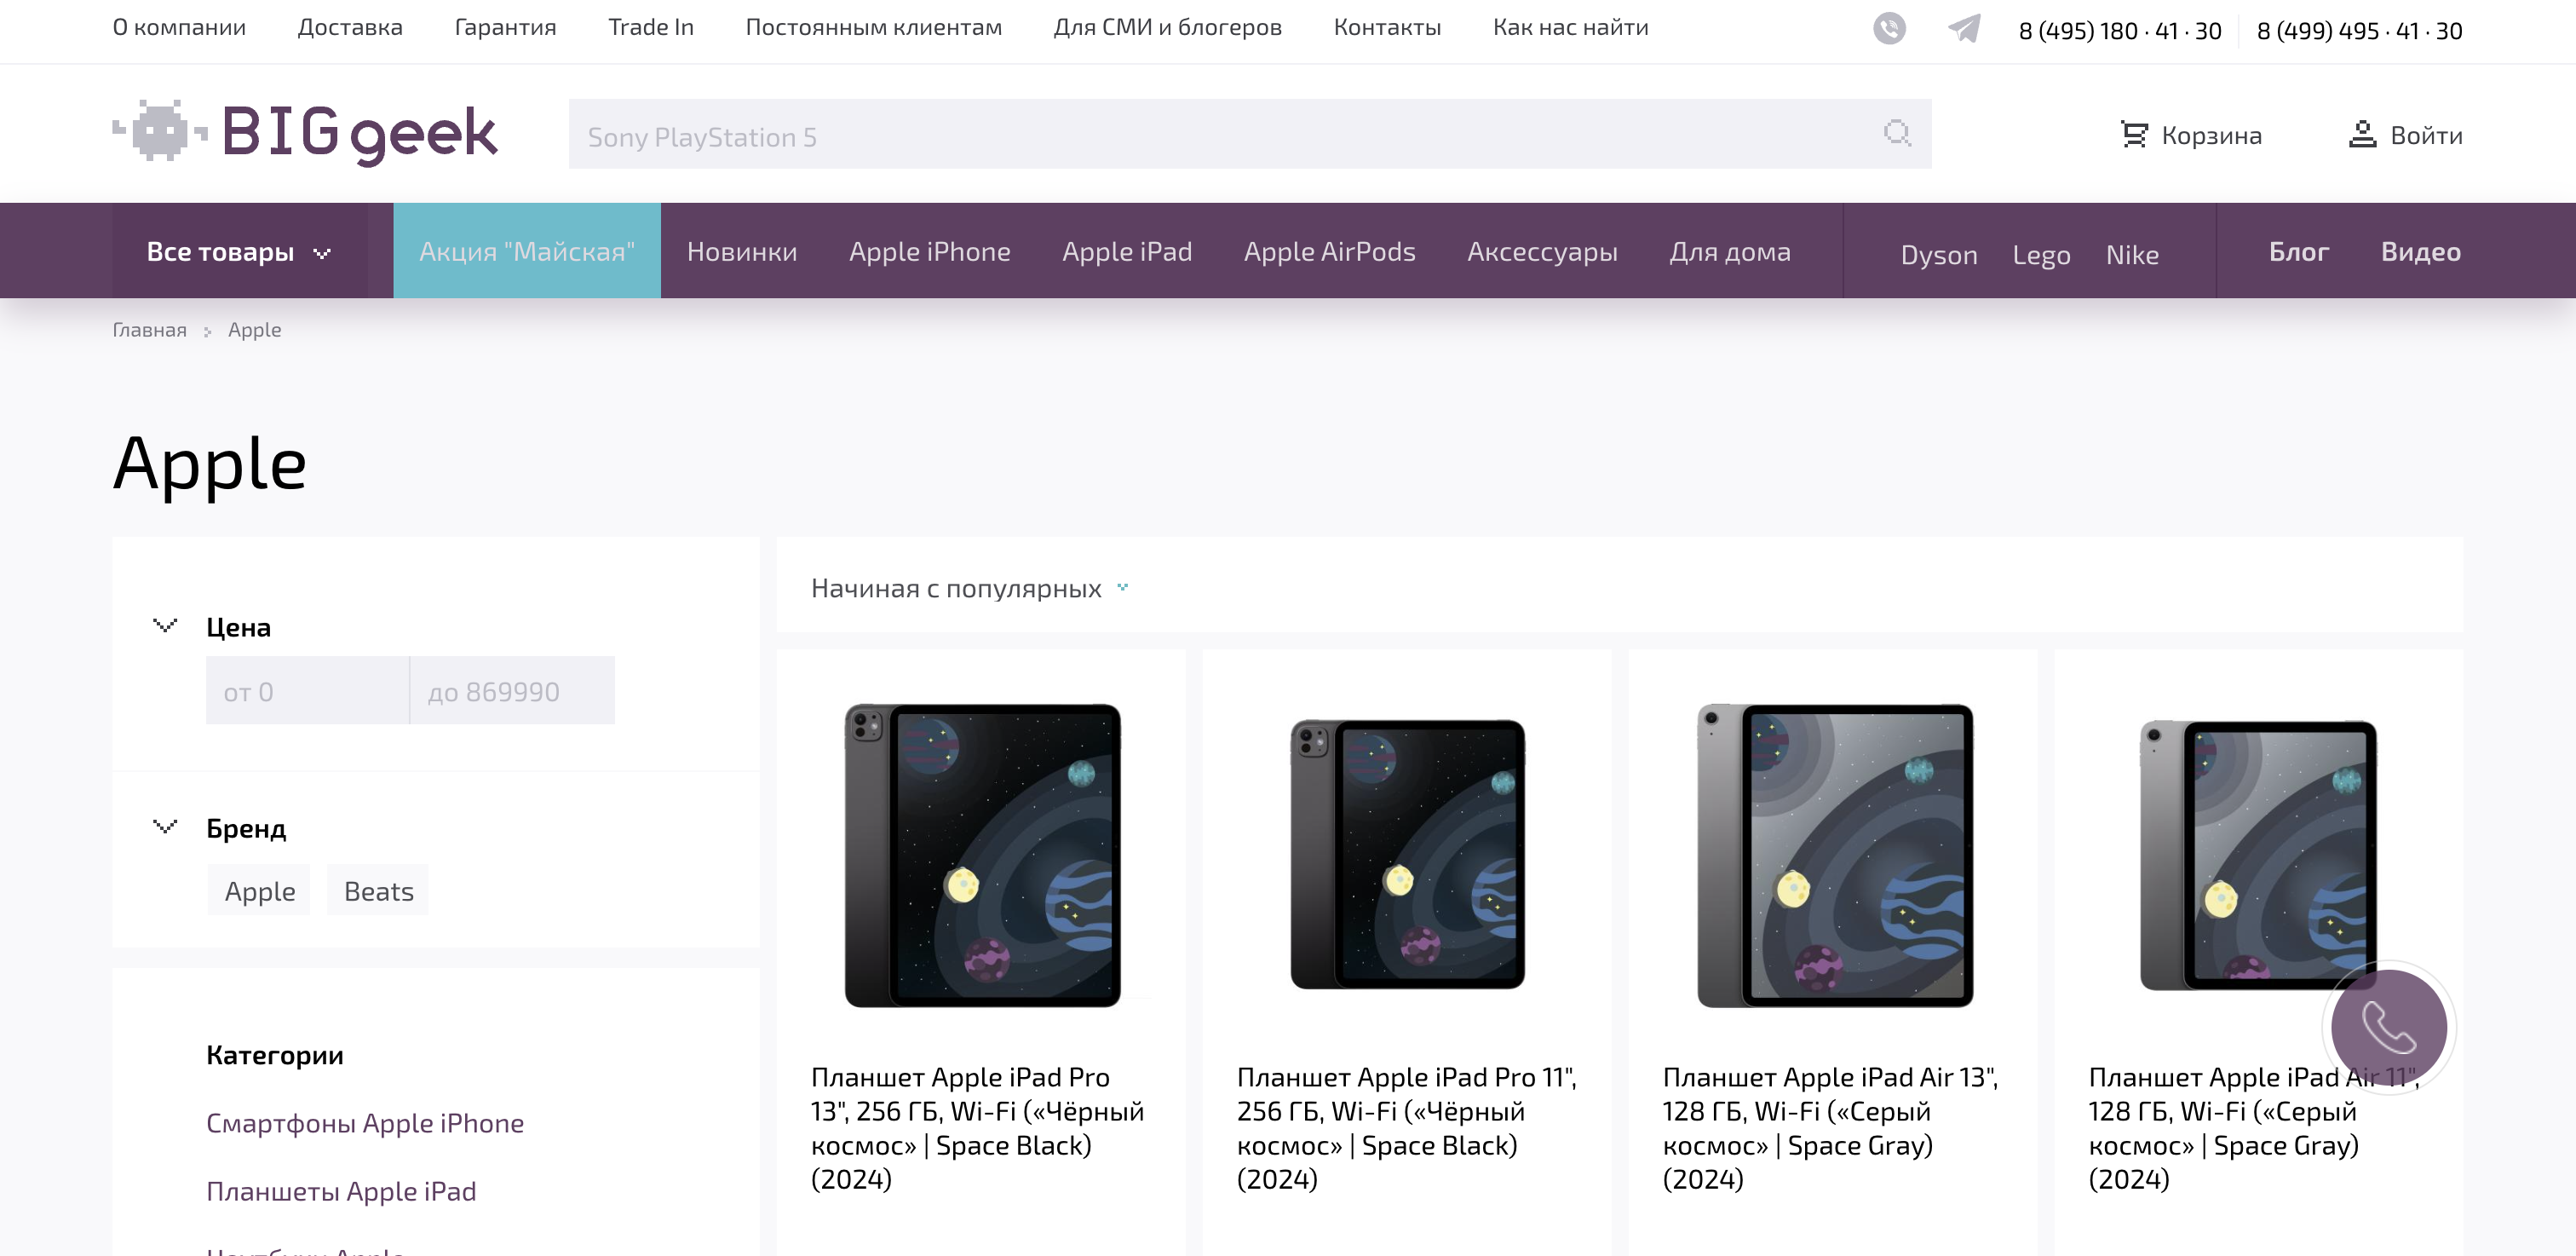 О компании Доставка Гарантия Trade In Постоянным клиентам Для СМИ и блогеров Контакты Как нас найти 8 (495) 180 · 41 · 30 8 (499) 495 · 41 · 30
BIG geek Sony PlayStation 5 Корзина Войти
Все товары Акция "Майская" Новинки Apple iPhone Apple iPad Apple AirPods Аксессуары Для дома Dyson Lego Nike Блог Видео
Главная Apple
Apple
Цена
от 0 до 869990
Бренд
Apple Beats
Категории
Смартфоны Apple iPhone
Планшеты Apple iPad
Ноутбуки Apple
Начиная с популярных
Планшет Apple iPad Pro
13", 256 ГБ, Wi-Fi («Чёрный
космос» | Space Black)
(2024)
Планшет Apple iPad Pro 11",
256 ГБ, Wi-Fi («Чёрный
космос» | Space Black)
(2024)
Планшет Apple iPad Air 13",
128 ГБ, Wi-Fi («Серый
космос» | Space Gray)
(2024)
Планшет Apple iPad Air 11",
128 ГБ, Wi-Fi («Серый
космос» | Space Gray)
(2024)